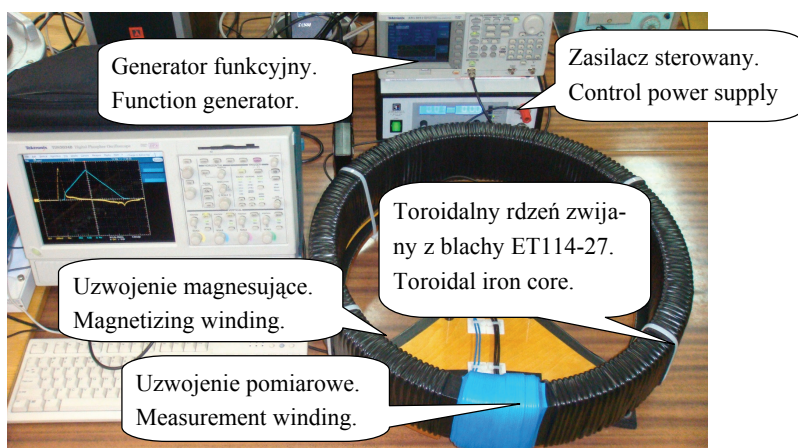 Generator funkcyjny.
Function generator.
Zasilacz sterowany.
Control power supply
Tektronix
Tektronix
Toroidalny rdzeń zwija-
ny z blachy ET114-27.
Toroidal iron core.
Uzwojenie magnesujące.
Magnetizing winding.
Uzwojenie pomiarowe.
Measurement winding.